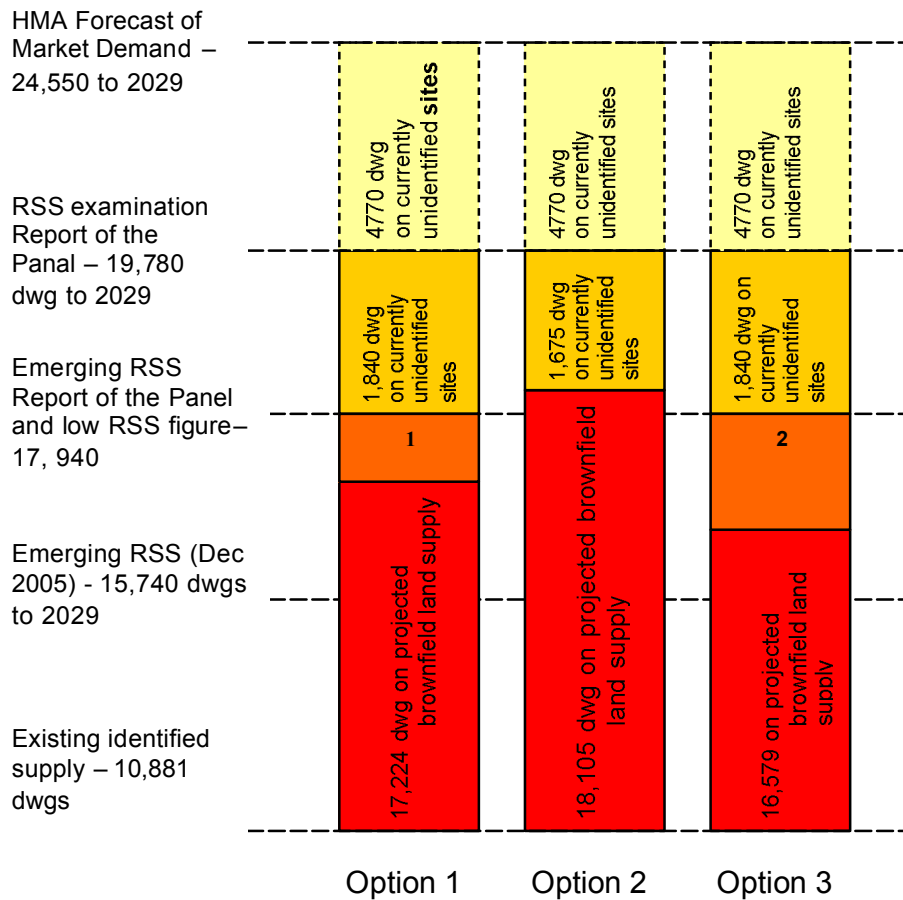 HMA Forecast of
Market Demand –
24,550 to 2029
RSS examination
Report of the
Panal – 19,780
dwg to 2029
Emerging RSS
Report of the Panel
and low RSS figure–
17, 940
Emerging RSS (Dec
2005) - 15,740 dwgs
to 2029
Existing identified
supply – 10,881
dwgs
4770 dwg
on currently
unidentified sites
1,840 dwg
on currently
unidentified
sites
1
17,224 dwg on projected
brownfield land supply
4770 dwg
on currently
unidentified sites
1,675 dwg
on currently
unidentified
sites
18,105 dwg on projected brownfield
land supply
4770 dwg
on currently
unidentified sites
1,840 dwg on
currently
unidentified
sites
2
16,579 on projected
brownfield land
supply
Option 1
Option 2
Option 3